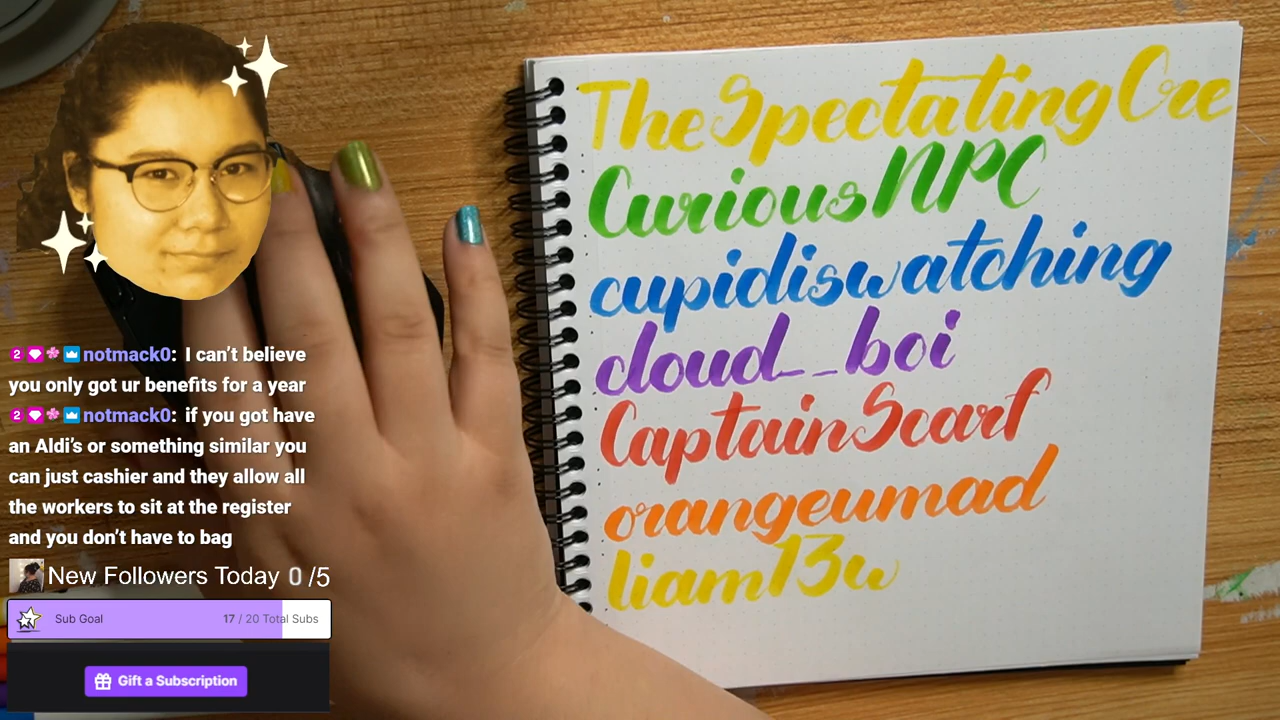 TheSpectatingCre
CuriousNPC
cupidiswatching
cloud__boi
CaptainScarf
orangeumad
liam13w
2 notmack0: I can't believe
you only got ur benefits for a year
2 notmack0: if you got have
an Aldi's or something similar you
can just cashier and they allow all
the workers to sit at the register
and you don't have to bag
New Followers Today 0 /5
Sub Goal 17 / 20 Total Subs
Gift a Subscription